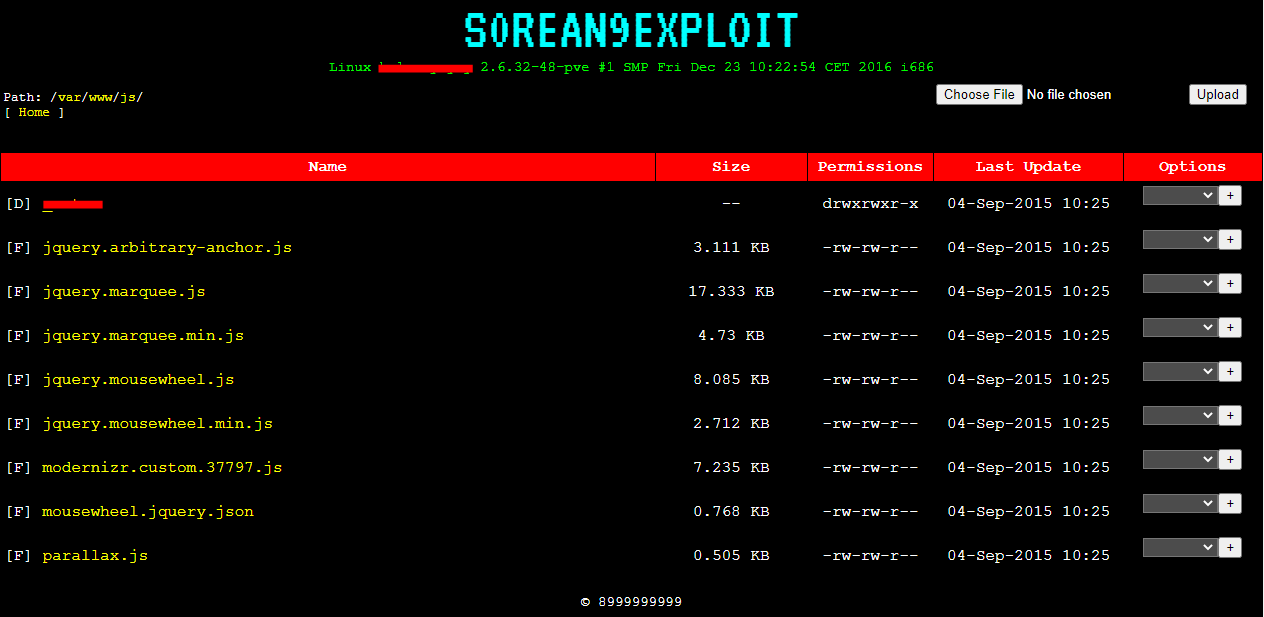 S0REAN9EXPLOIT
Linux 2.6.32-48-pve #1 SMP Fri Dec 23 10:22:54 CET 2016 i686
Path: /var/www/js/
Choose File No file chosen Upload
[ Home ]
Name Size Permissions Last Update Options
[D] -- drwxrwxr-x 04-Sep-2015 10:25 +
[F] jquery.arbitrary-anchor.js 3.111 KB -rw-rw-r-- 04-Sep-2015 10:25 +
[F] jquery.marquee.js 17.333 KB -rw-rw-r-- 04-Sep-2015 10:25 +
[F] jquery.marquee.min.js 4.73 KB -rw-rw-r-- 04-Sep-2015 10:25 +
[F] jquery.mousewheel.js 8.085 KB -rw-rw-r-- 04-Sep-2015 10:25 +
[F] jquery.mousewheel.min.js 2.712 KB -rw-rw-r-- 04-Sep-2015 10:25 +
[F] modernizr.custom.37797.js 7.235 KB -rw-rw-r-- 04-Sep-2015 10:25 +
[F] mousewheel.jquery.json 0.768 KB -rw-rw-r-- 04-Sep-2015 10:25 +
[F] parallax.js 0.505 KB -rw-rw-r-- 04-Sep-2015 10:25 +
© 8999999999